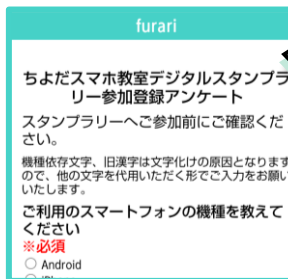 furari
ちよだスマホ教室デジタルスタンプラ
リー参加登録アンケート
スタンプラリーへご参加前にご確認くだ
さい。
機種依存文字、旧漢字は文字化けの原因となります
ので、他の文字を代用いただく形でご入力をお願い
いたします。
ご利用のスマートフォンの機種を教えて
ください
※必須
Android